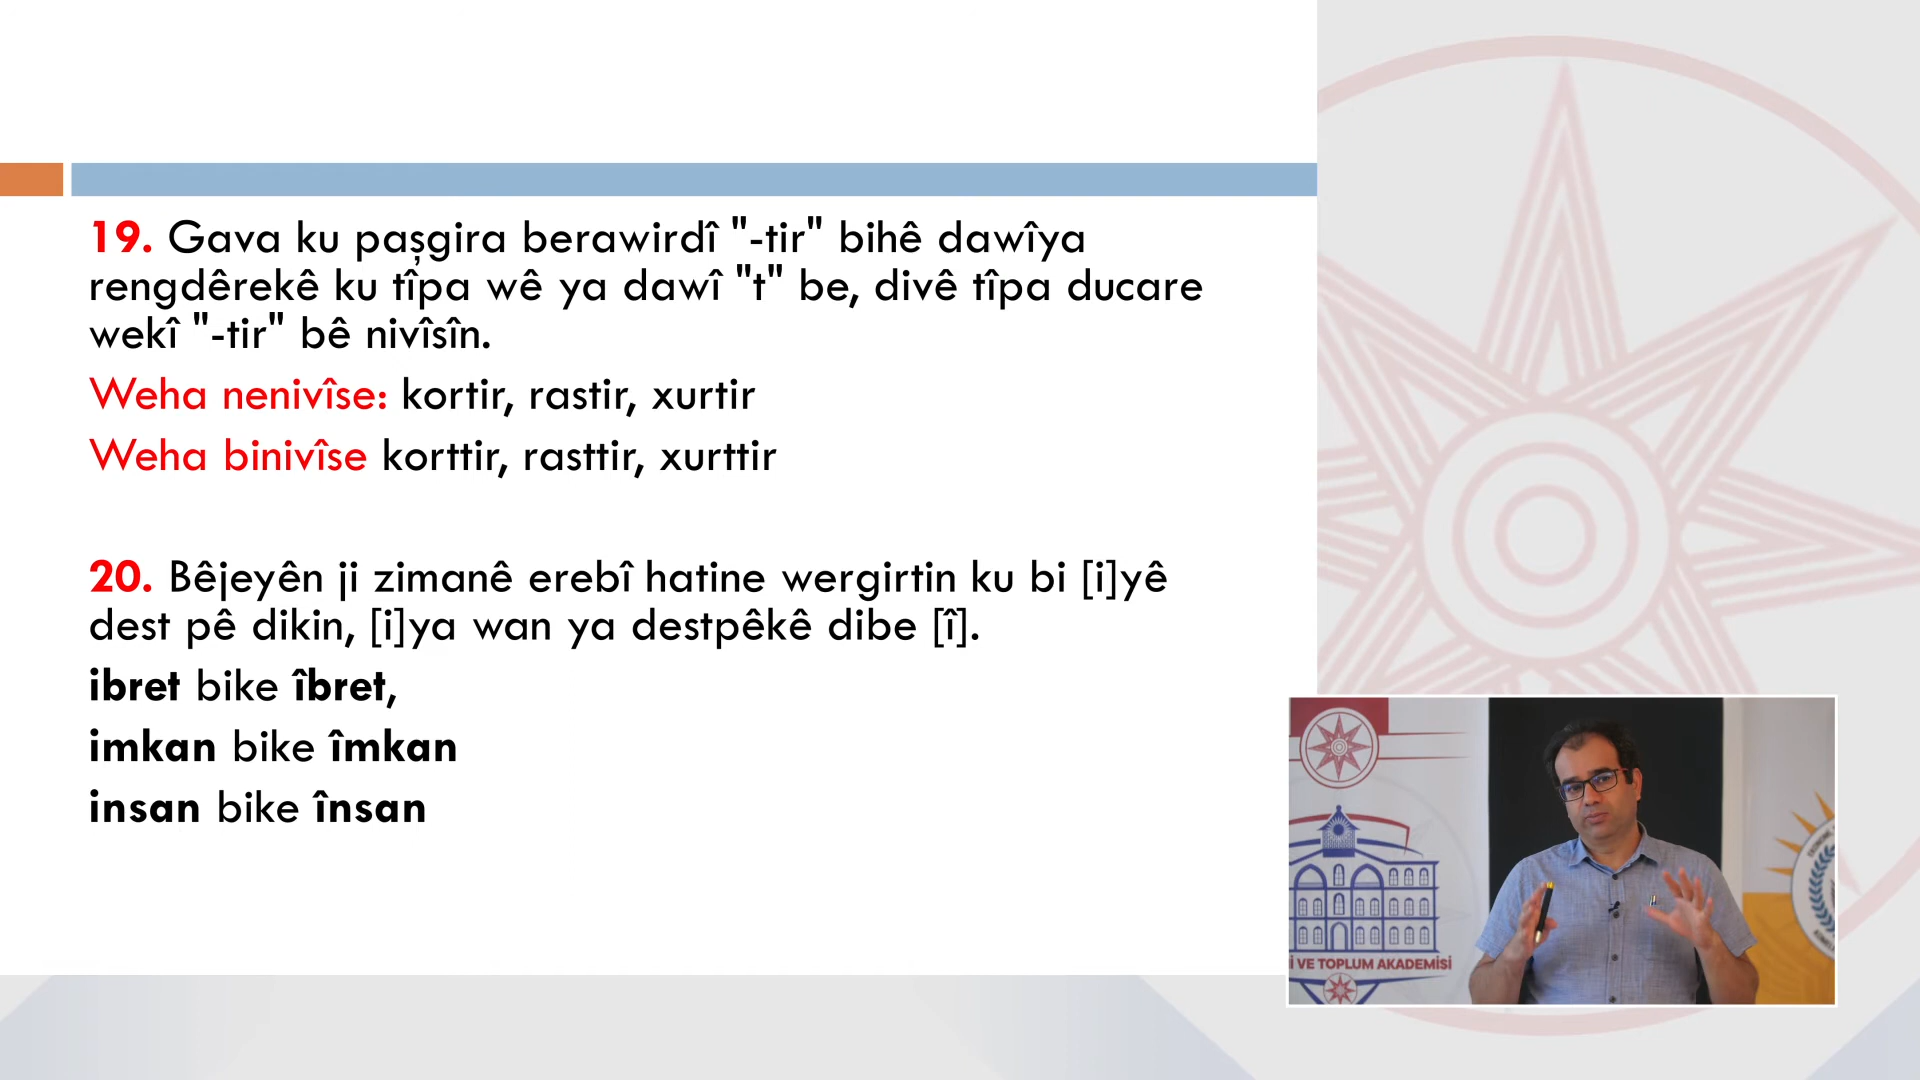 19. Gava ku paşgira berawirdî "-tir" bihê dawîya
rengdêrekê ku tîpa wê ya dawî "t" be, divê tîpa ducare
wekî "-tir" bê nivîsîn.
Weha nenivîse: kortir, rastir, xurtir
Weha binivîse korttir, rasttir, xurttir
20. Bêjeyên ji zimanê erebî hatine wergirtin ku bi [i]yê
dest pê dikin, [i]ya wan ya destpêkê dibe [î].
ibret bike îbret,
imkan bike îmkan
insan bike însan
İ VE TOPLUM AKADEMİSİ